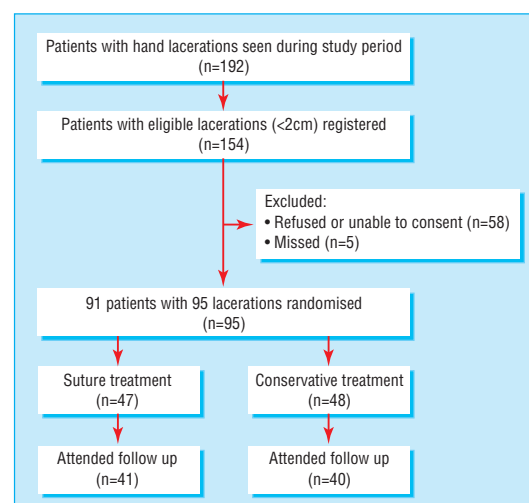 Patients with hand lacerations seen during study period
(n=192)
Patients with eligible lacerations (<2cm) registered
(n=154)
Excluded:
• Refused or unable to consent (n=58)
• Missed (n=5)
91 patients with 95 lacerations randomised
(n=95)
Suture treatment
(n=47)
Conservative treatment
(n=48)
Attended follow up
(n=41)
Attended follow up
(n=40)